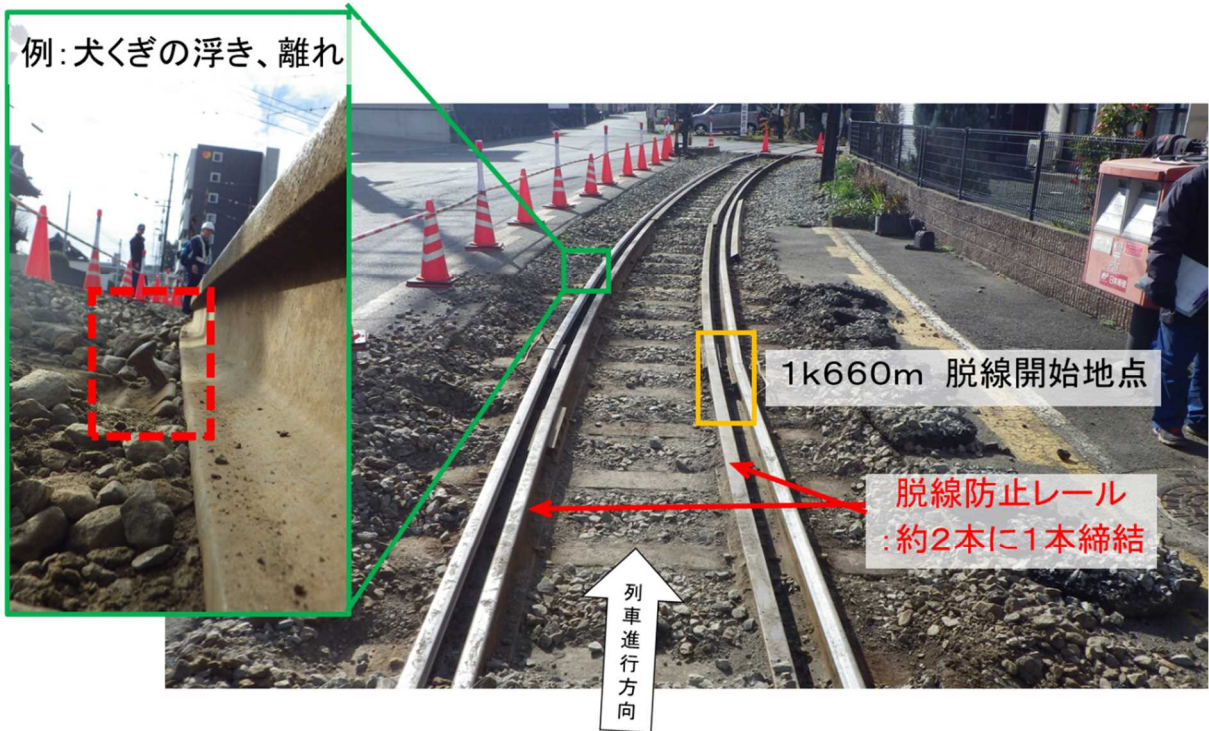 例:犬くぎの浮き、離れ
1k660m 脱線開始地点
脱線防止レール
:約2本に1本締結
列車進行方向